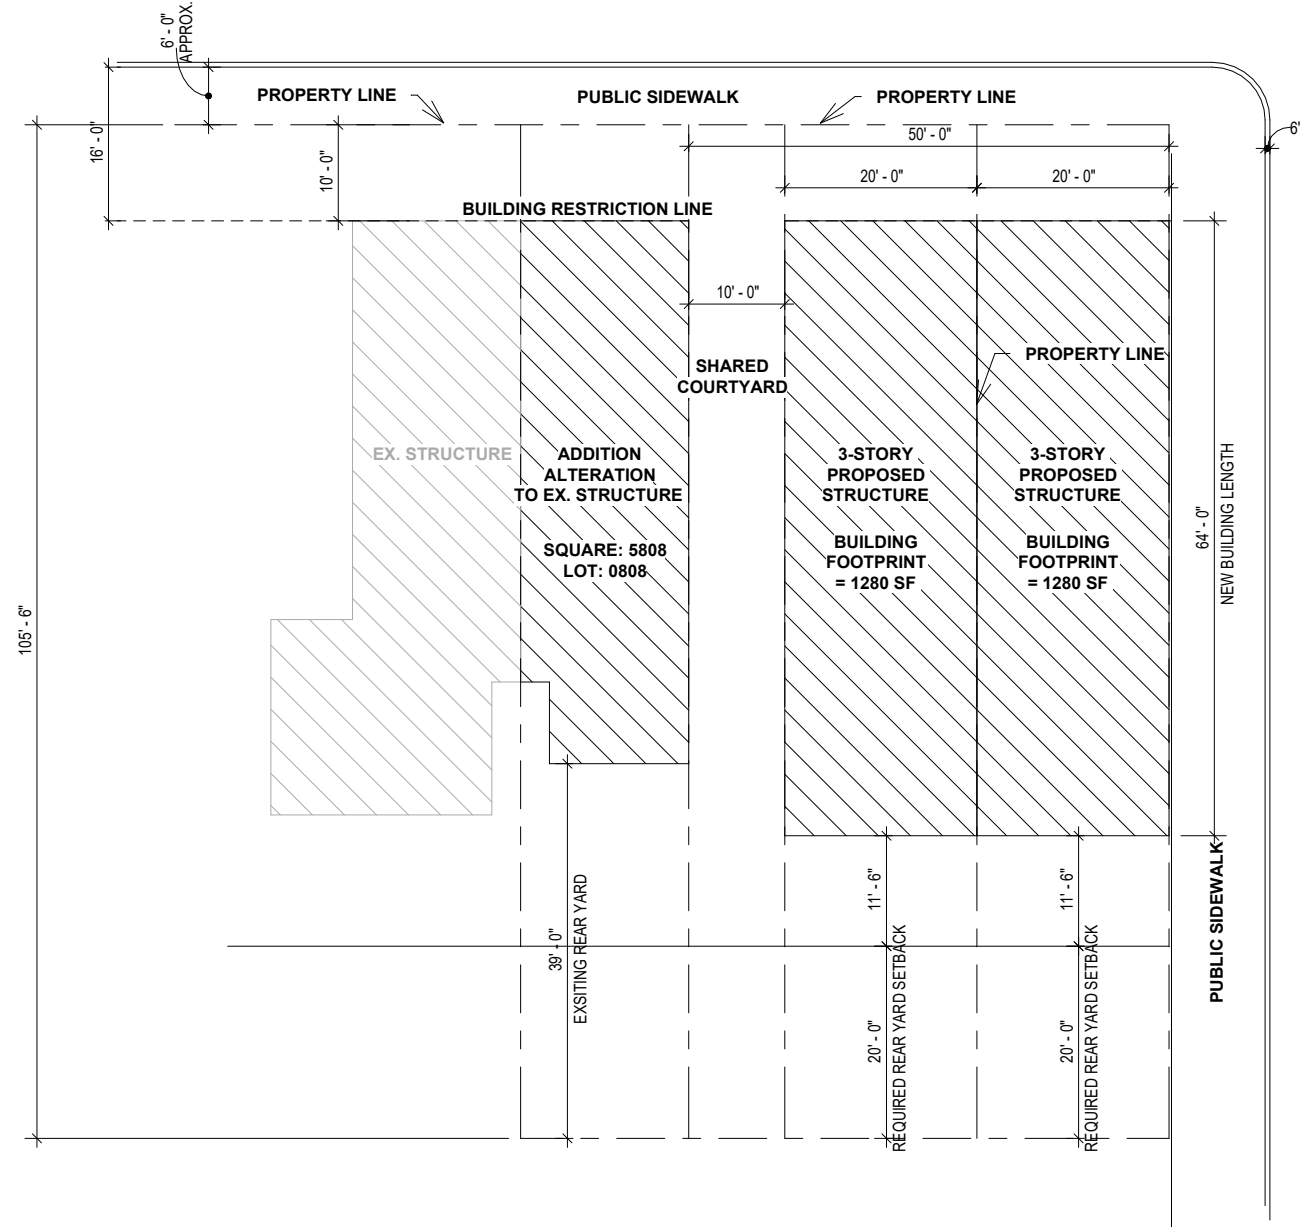 6' - 0"
APPROX.
PROPERTY LINE
PUBLIC SIDEWALK
PROPERTY LINE
6'
16' - 0"
10' - 0"
50' - 0"
20' - 0"
20' - 0"
BUILDING RESTRICTION LINE
10' - 0"
SHARED
COURTYARD
PROPERTY LINE
EX. STRUCTURE
ADDITION
ALTERATION
TO EX. STRUCTURE
SQUARE: 5808
LOT: 0808
3-STORY
PROPOSED
STRUCTURE
BUILDING
FOOTPRINT
= 1280 SF
3-STORY
PROPOSED
STRUCTURE
BUILDING
FOOTPRINT
= 1280 SF
64' - 0"
NEW BUILDING LENGTH
105' - 6"
39' - 0"
EXSITING REAR YARD
11' - 6"
11' - 6"
20' - 0"
REQUIRED REAR YARD SETBACK
20' - 0"
REQUIRED REAR YARD SETBACK
PUBLIC SIDEWALK